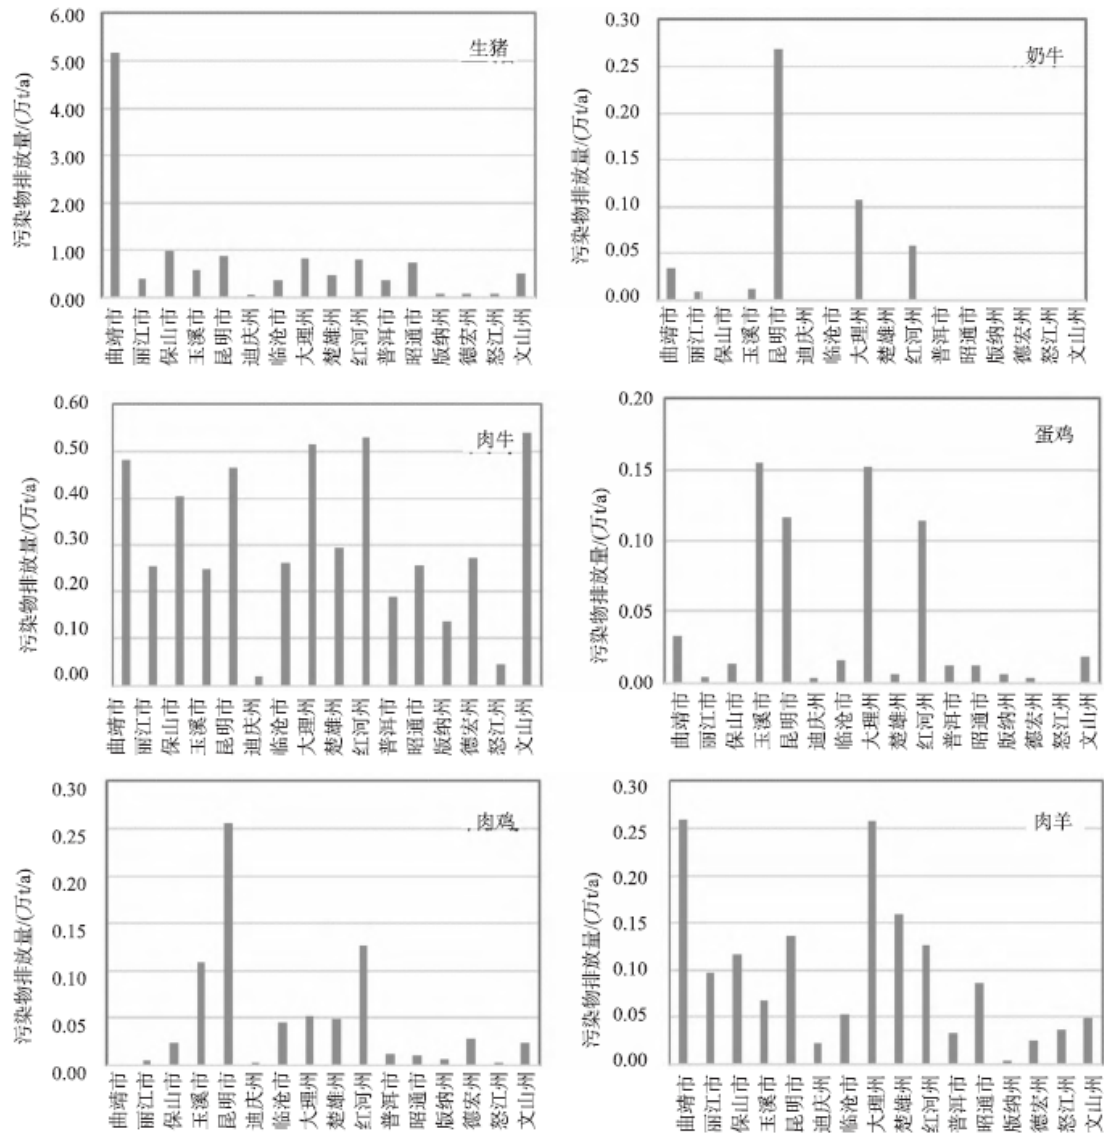 生猪
污染物排放量/(万t/a)
6.00
5.00
4.00
3.00
2.00
1.00
0.00
曲靖市
丽江市
保山市
玉溪市
昆明市
迪庆州
临沧市
大理州
楚雄州
红河州
普洱市
昭通市
版纳州
德宏州
怒江州
文山州
奶牛
污染物排放量/(万t/a)
0.30
0.25
0.20
0.15
0.10
0.05
0.00
曲靖市
丽江市
保山市
玉溪市
昆明市
迪庆州
临沧市
大理州
楚雄州
红河州
普洱市
昭通市
版纳州
德宏州
怒江州
文山州
肉牛
污染物排放量/(万t/a)
0.60
0.50
0.40
0.30
0.20
0.10
0.00
曲靖市
丽江市
保山市
玉溪市
昆明市
迪庆州
临沧市
大理州
楚雄州
红河州
普洱市
昭通市
版纳州
德宏州
怒江州
文山州
蛋鸡
污染物排放量/(万t/a)
0.20
0.15
0.10
0.05
0.00
曲靖市
丽江市
保山市
玉溪市
昆明市
迪庆州
临沧市
大理州
楚雄州
红河州
普洱市
昭通市
版纳州
德宏州
怒江州
文山州
肉鸡
污染物排放量/(万t/a)
0.30
0.25
0.20
0.15
0.10
0.05
0.00
曲靖市
丽江市
保山市
玉溪市
昆明市
迪庆州
临沧市
大理州
楚雄州
红河州
普洱市
昭通市
版纳州
德宏州
怒江州
文山州
肉羊
污染物排放量/(万t/a)
0.30
0.25
0.20
0.15
0.10
0.05
0.00
曲靖市
丽江市
保山市
玉溪市
昆明市
迪庆州
临沧市
大理州
楚雄州
红河州
普洱市
昭通市
版纳州
德宏州
怒江州
文山州